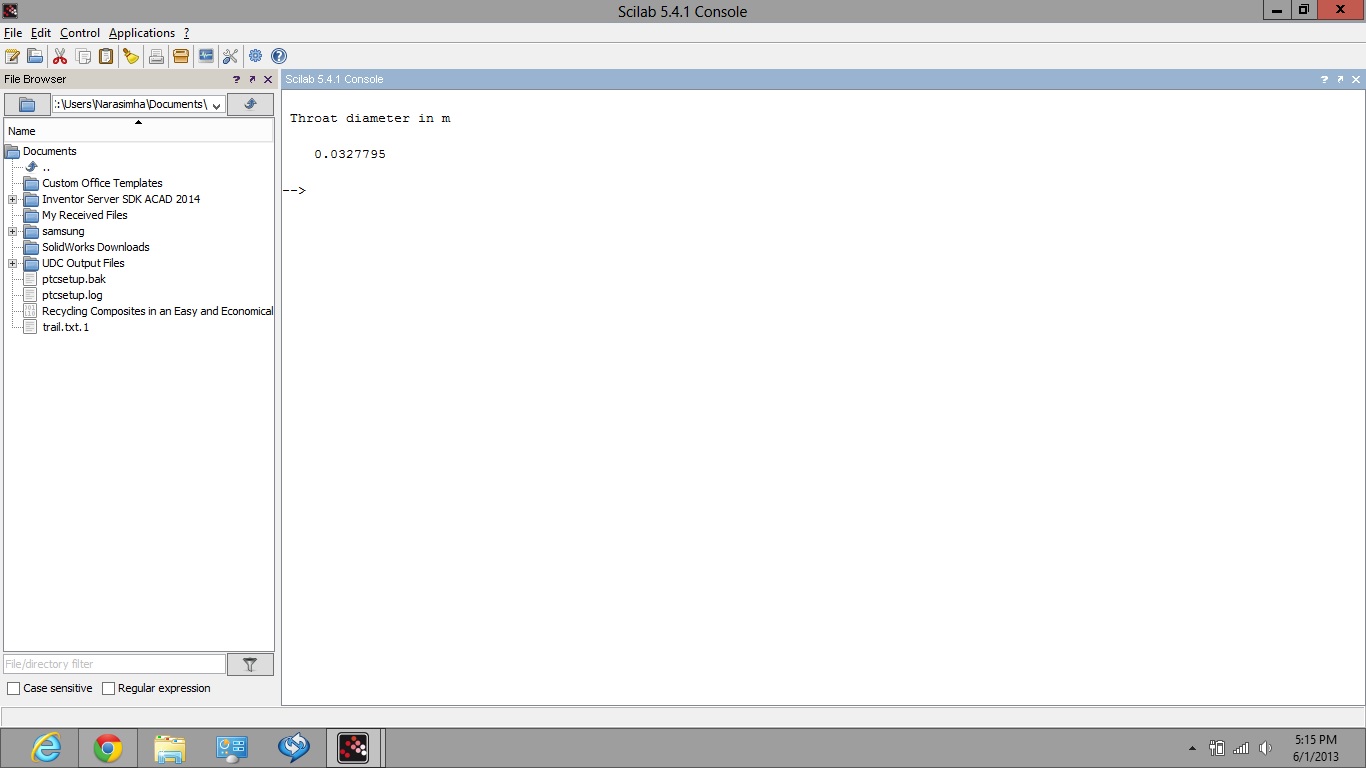 Scilab 5.4.1 Console
File Edit Control Applications ?
File Browser
Scilab 5.4.1 Console
:\Users\Narasimha\Documents\
Name
Documents
..
Custom Office Templates
Inventor Server SDK ACAD 2014
My Received Files
samsung
SolidWorks Downloads
UDC Output Files
ptcsetup.bak
ptcsetup.log
Recycling Composites in an Easy and Economical
trail.txt.1
File/directory filter
Case sensitive Regular expression
Throat diameter in m
0.0327795
-->
5:15 PM
6/1/2013